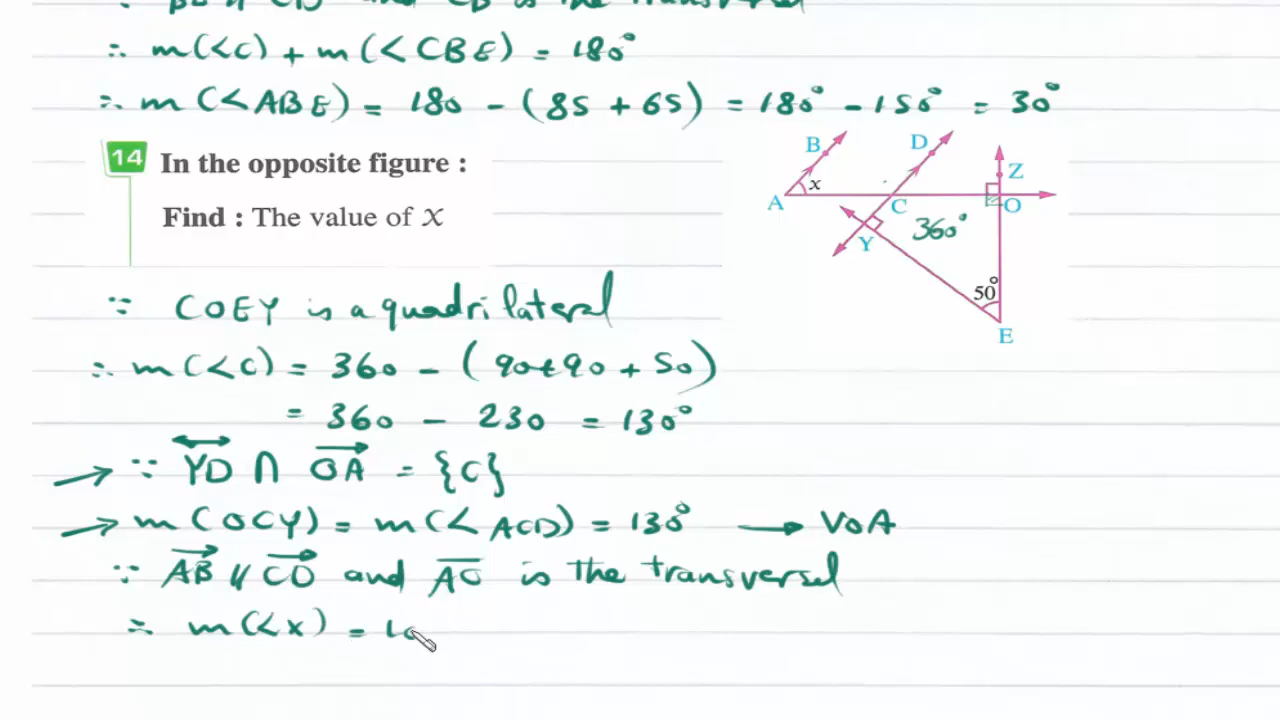 ∴ m(<C) + m(<CBE) = 180°
∴ m(<ABE) = 180 - (85 + 65) = 180° - 150° = 30°
14 In the opposite figure :
Find : The value of x
B
D
Z
x
A
C
O
360°
Y
50°
E
∵ COEY is a quadrilateral
∴ m(<C) = 360 - (90+90 + 50)
= 360 - 230 = 130°
→ ∵ YD ∩ OA = {C}
→ m(OCY) = m(<ACD) = 130° → VOA
∵ AB // CD and AC is the transversel
∴ m(<x) =